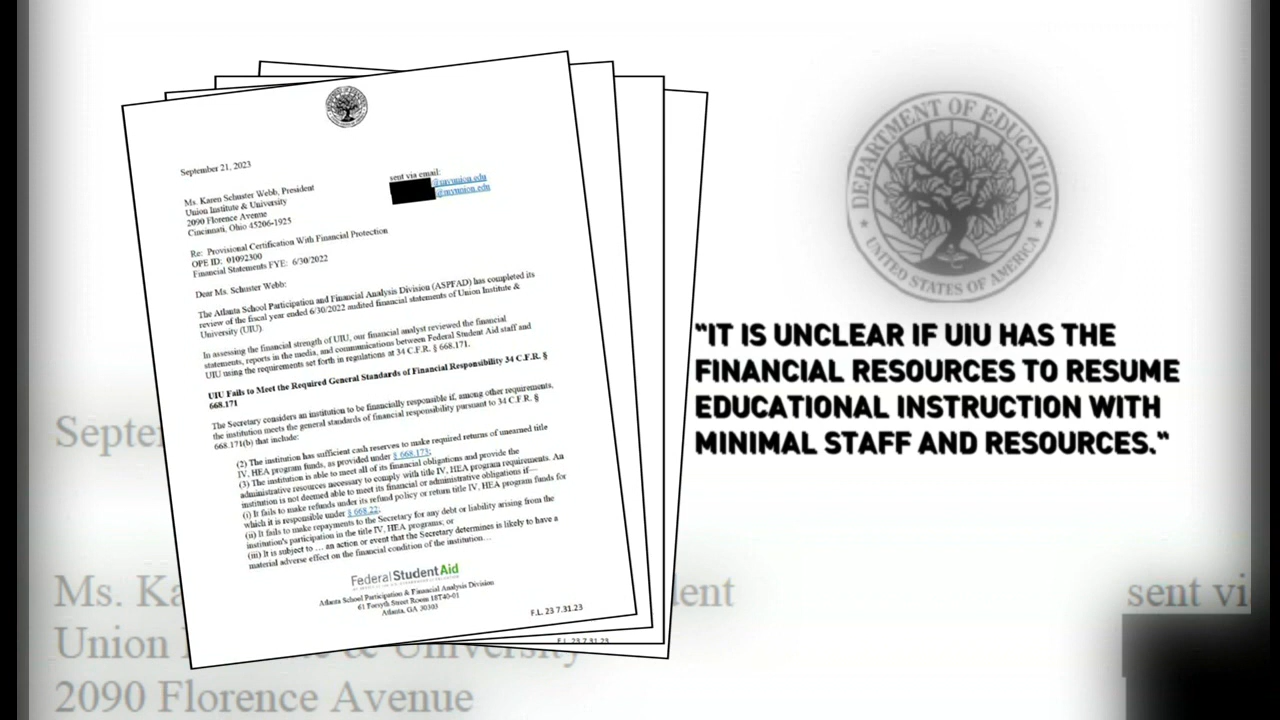 September 21, 2023
sent via email:
@myunion.edu
@myunion.edu
Ms. Karen Schuster Webb, President
Union Institute & University
2090 Florence Avenue
Cincinnati, Ohio 45206-1925
Re: Provisional Certification With Financial Protection
OPE ID: 01092300
Financial Statements FYE: 6/30/2022
Dear Ms. Schuster Webb:
The Atlanta School Participation and Financial Analysis Division (ASPFAD) has completed its
review of the fiscal year ended 6/30/2022 audited financial statements of Union Institute &
University (UIU).
In assessing the financial strength of UIU, our financial analyst reviewed the financial
statements, reports in the media, and communications between Federal Student Aid staff and
UIU using the requirements set forth in regulations at 34 C.F.R. § 668.171.
UIU Fails to Meet the Required General Standards of Financial Responsibility 34 C.F.R. §
668.171
The Secretary considers an institution to be financially responsible if, among other requirements,
the institution meets the general standards of financial responsibility pursuant to 34 C.F.R. §
668.171(b) that include:
(2) The institution has sufficient cash reserves to make required returns of unearned title
IV, HEA program funds, as provided under § 668.173;
(3) The institution is able to meet all of its financial obligations and provide the
administrative resources necessary to comply with title IV, HEA program requirements. An
institution is not deemed able to meet its financial or administrative obligations if—
(i) It fails to make refunds under its refund policy or return title IV, HEA program funds for
which it is responsible under § 668.22;
(ii) It fails to make repayments to the Secretary for any debt or liability arising from the
institution's participation in the title IV, HEA programs; or
(iii) It is subject to … an action or event that the Secretary determines is likely to have a
material adverse effect on the financial condition of the institution…
Federal Student Aid
Atlanta School Participation & Financial Analysis Division
61 Forsyth Street Room 18T40-01
Atlanta, GA 30303
F.L. 23 7.31.23
F.L. 23 7.31.23
DEPARTMENT OF EDUCATION
UNITED STATES OF AMERICA
"IT IS UNCLEAR IF UIU HAS THE
FINANCIAL RESOURCES TO RESUME
EDUCATIONAL INSTRUCTION WITH
MINIMAL STAFF AND RESOURCES."
Septe
Ms. Ka
dent
sent vi
Union
& University
2090 Florence Avenue